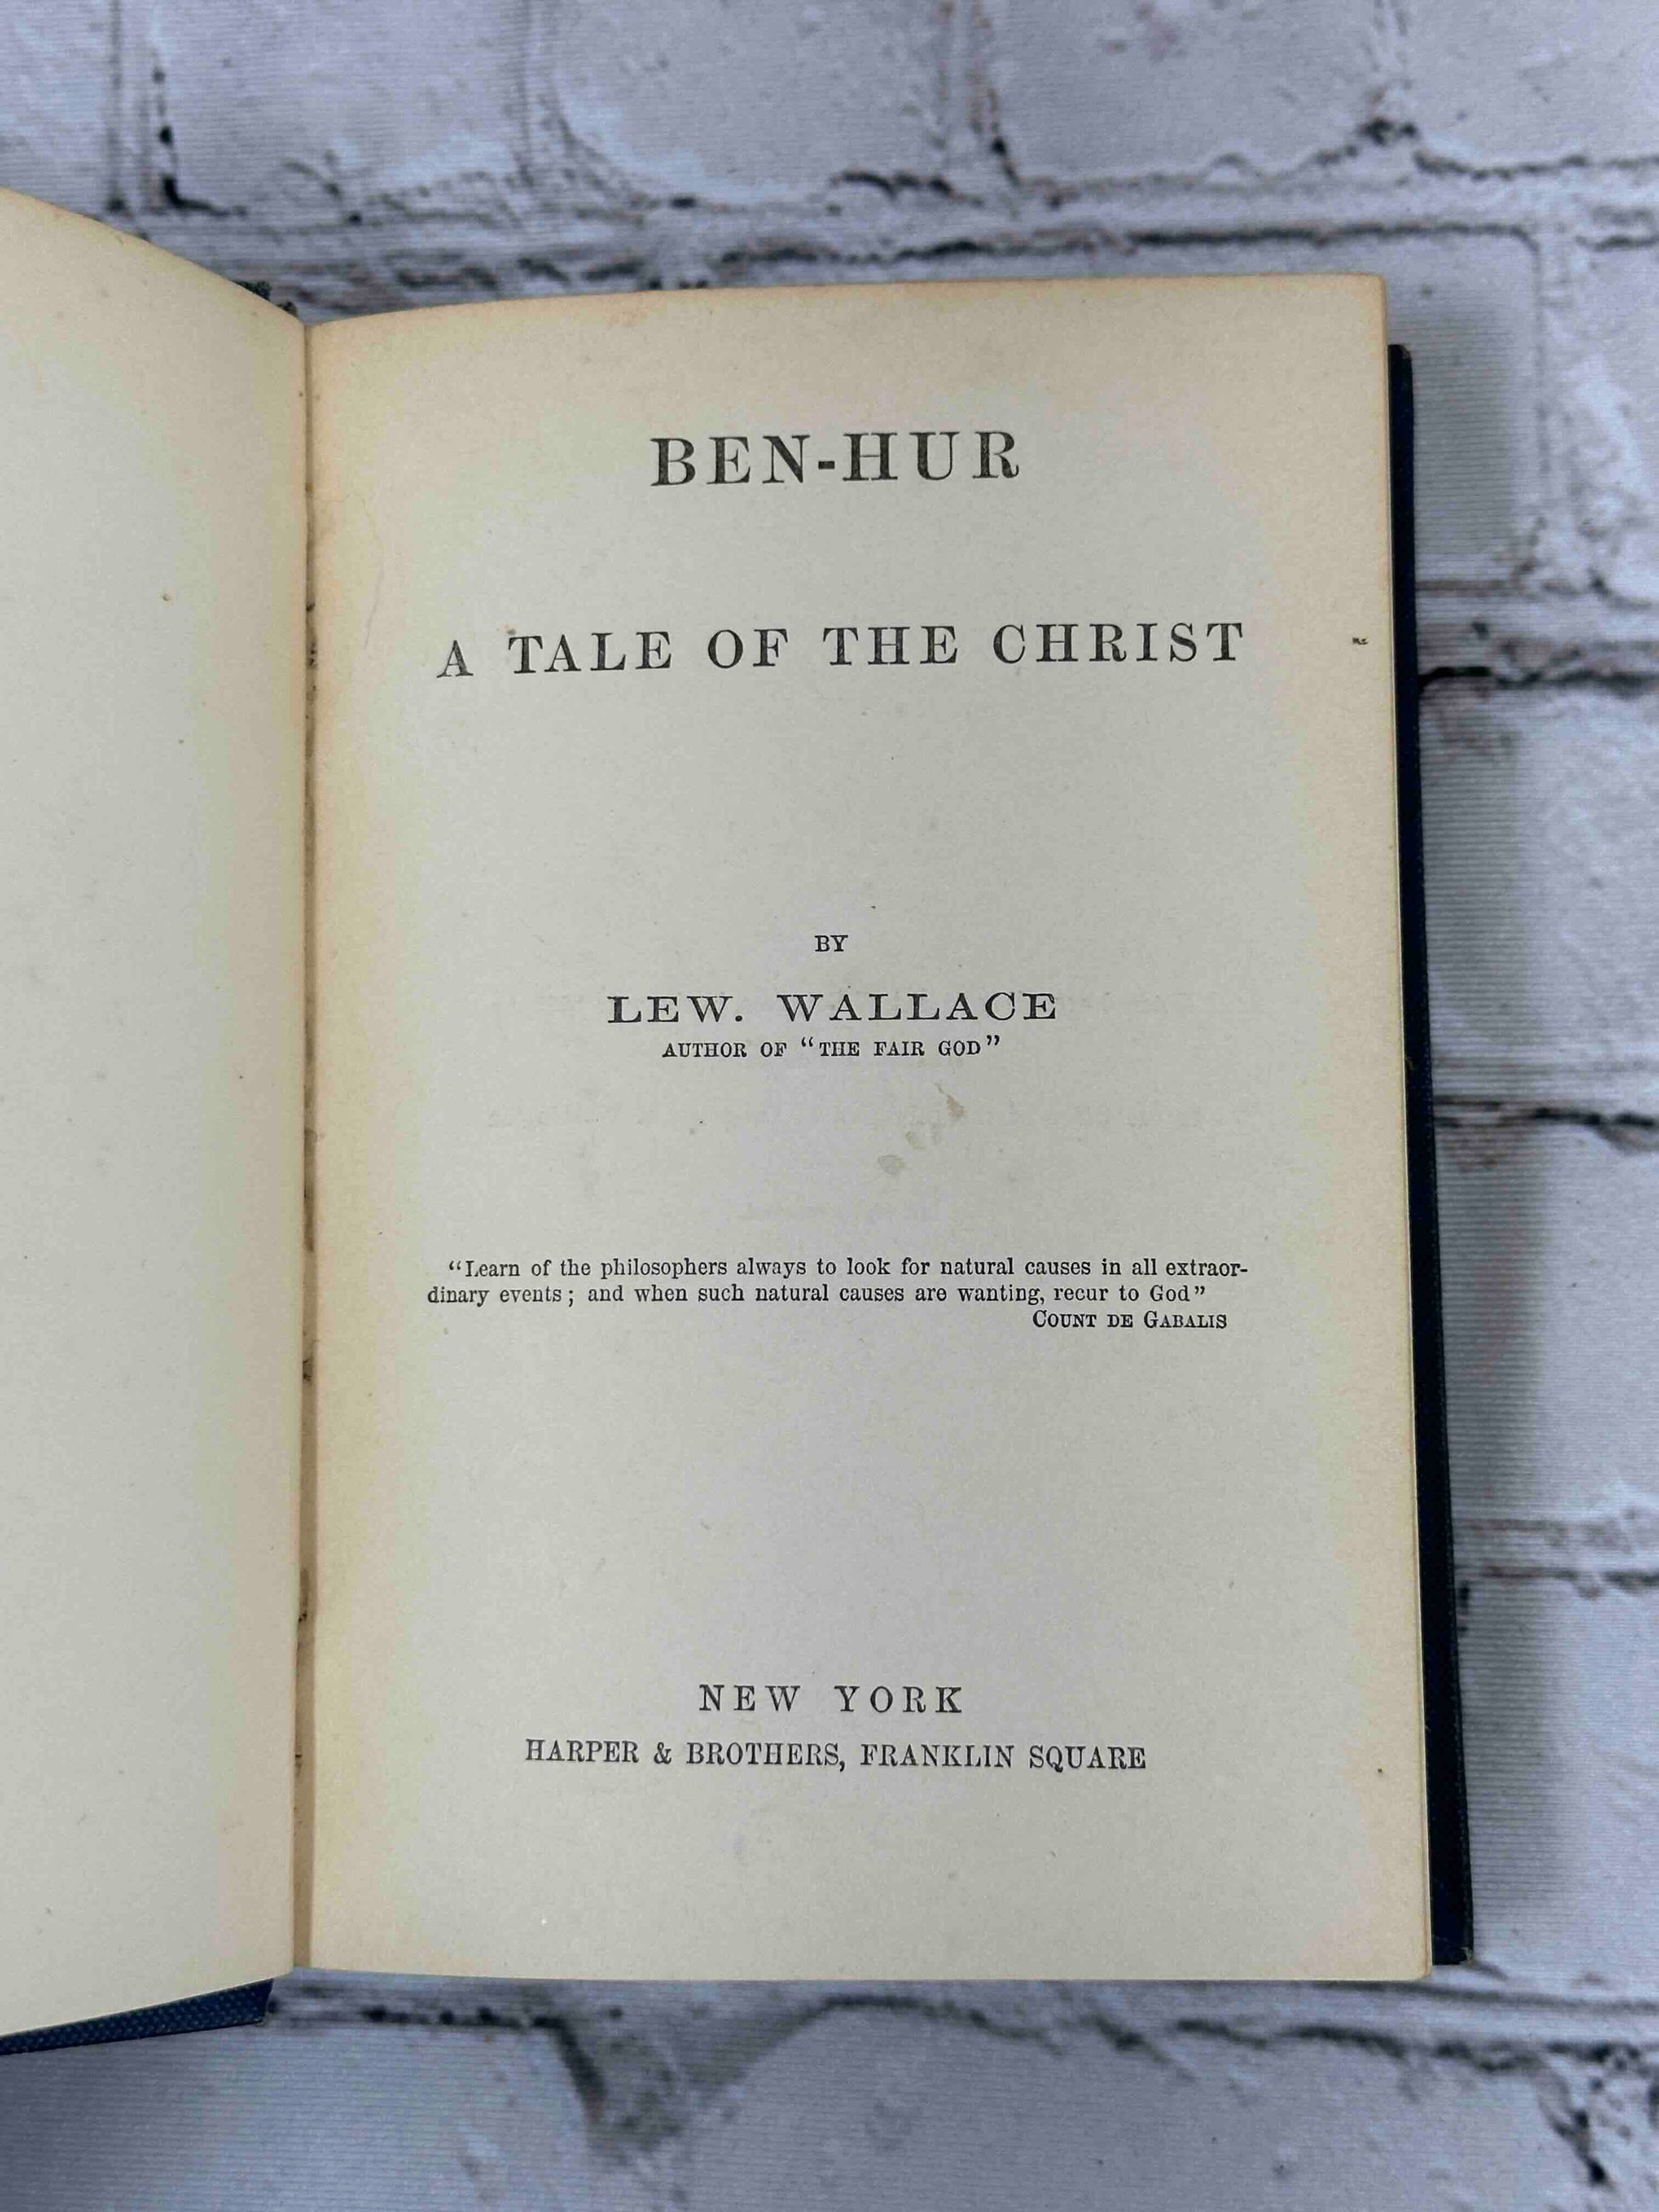 BEN-HUR
A TALE OF THE CHRIST
BY
LEW. WALLACE
AUTHOR OF “THE FAIR GOD”
“Learn of the philosophers always to look for natural causes in all extraor-
dinary events; and when such natural causes are wanting, recur to God”
COUNT DE GABALIS
NEW YORK
HARPER & BROTHERS, FRANKLIN SQUARE